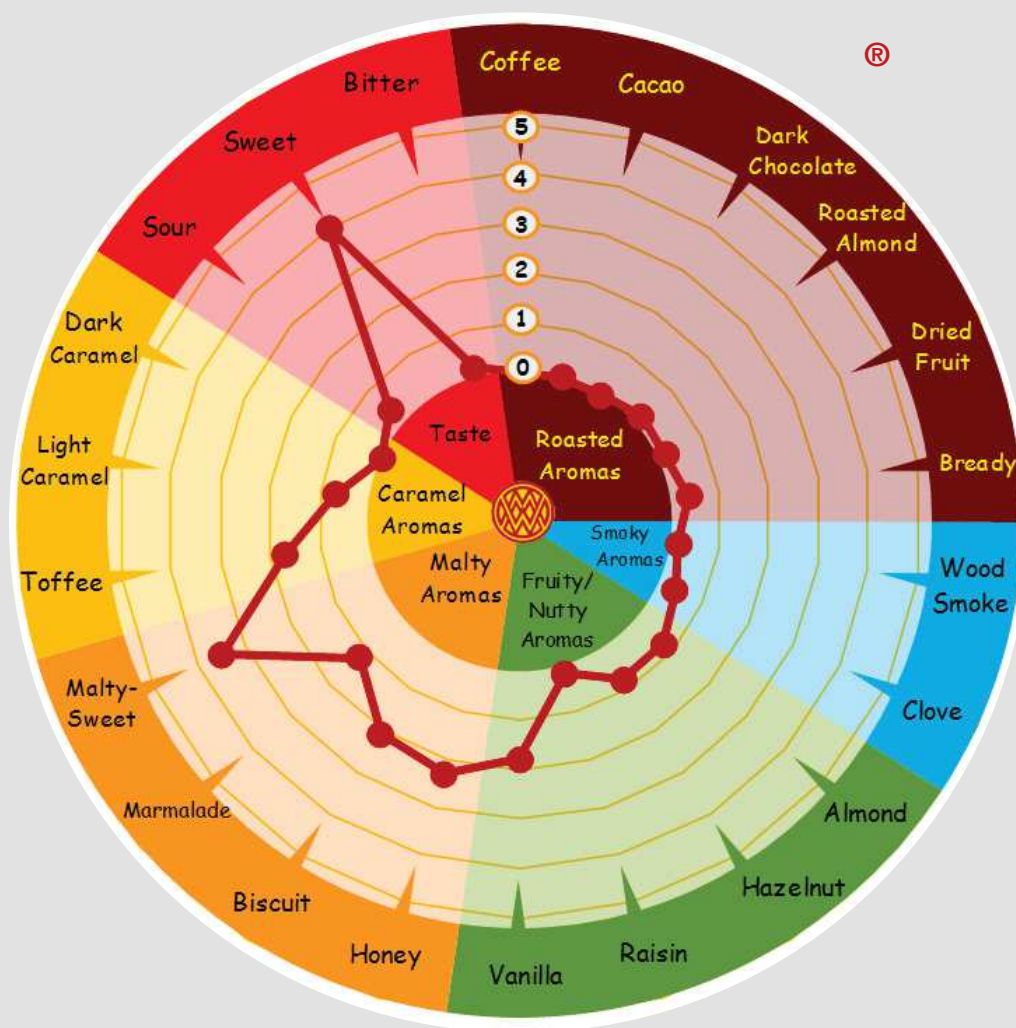 ®
Coffee
Cacao
Dark
Chocolate
Roasted
Almond
Dried
Fruit
Bready
Wood
Smoke
Clove
Almond
Hazelnut
Raisin
Vanilla
Honey
Biscuit
Marmalade
Malty-
Sweet
Toffee
Light
Caramel
Dark
Caramel
Sour
Sweet
Bitter
5
4
3
2
1
0
Taste
Roasted
Aromas
Caramel
Aromas
Smoky
Aromas
Malty
Aromas
Fruity/
Nutty
Aromas